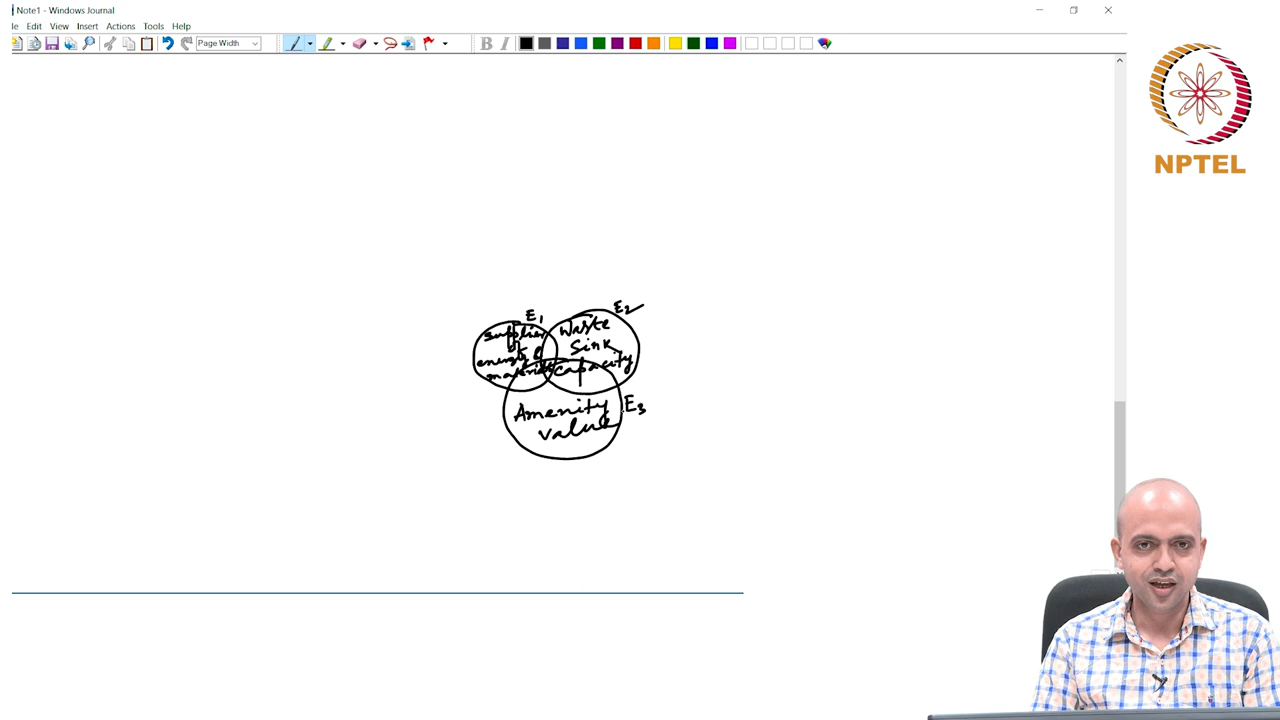 Note1 - Windows Journal
le Edit View Insert Actions Tools Help
Page Width
B I
NPTEL
E1
E2
supplier
of
energy &
materials
Waste
Sink
capacity
Amenity
value
E3